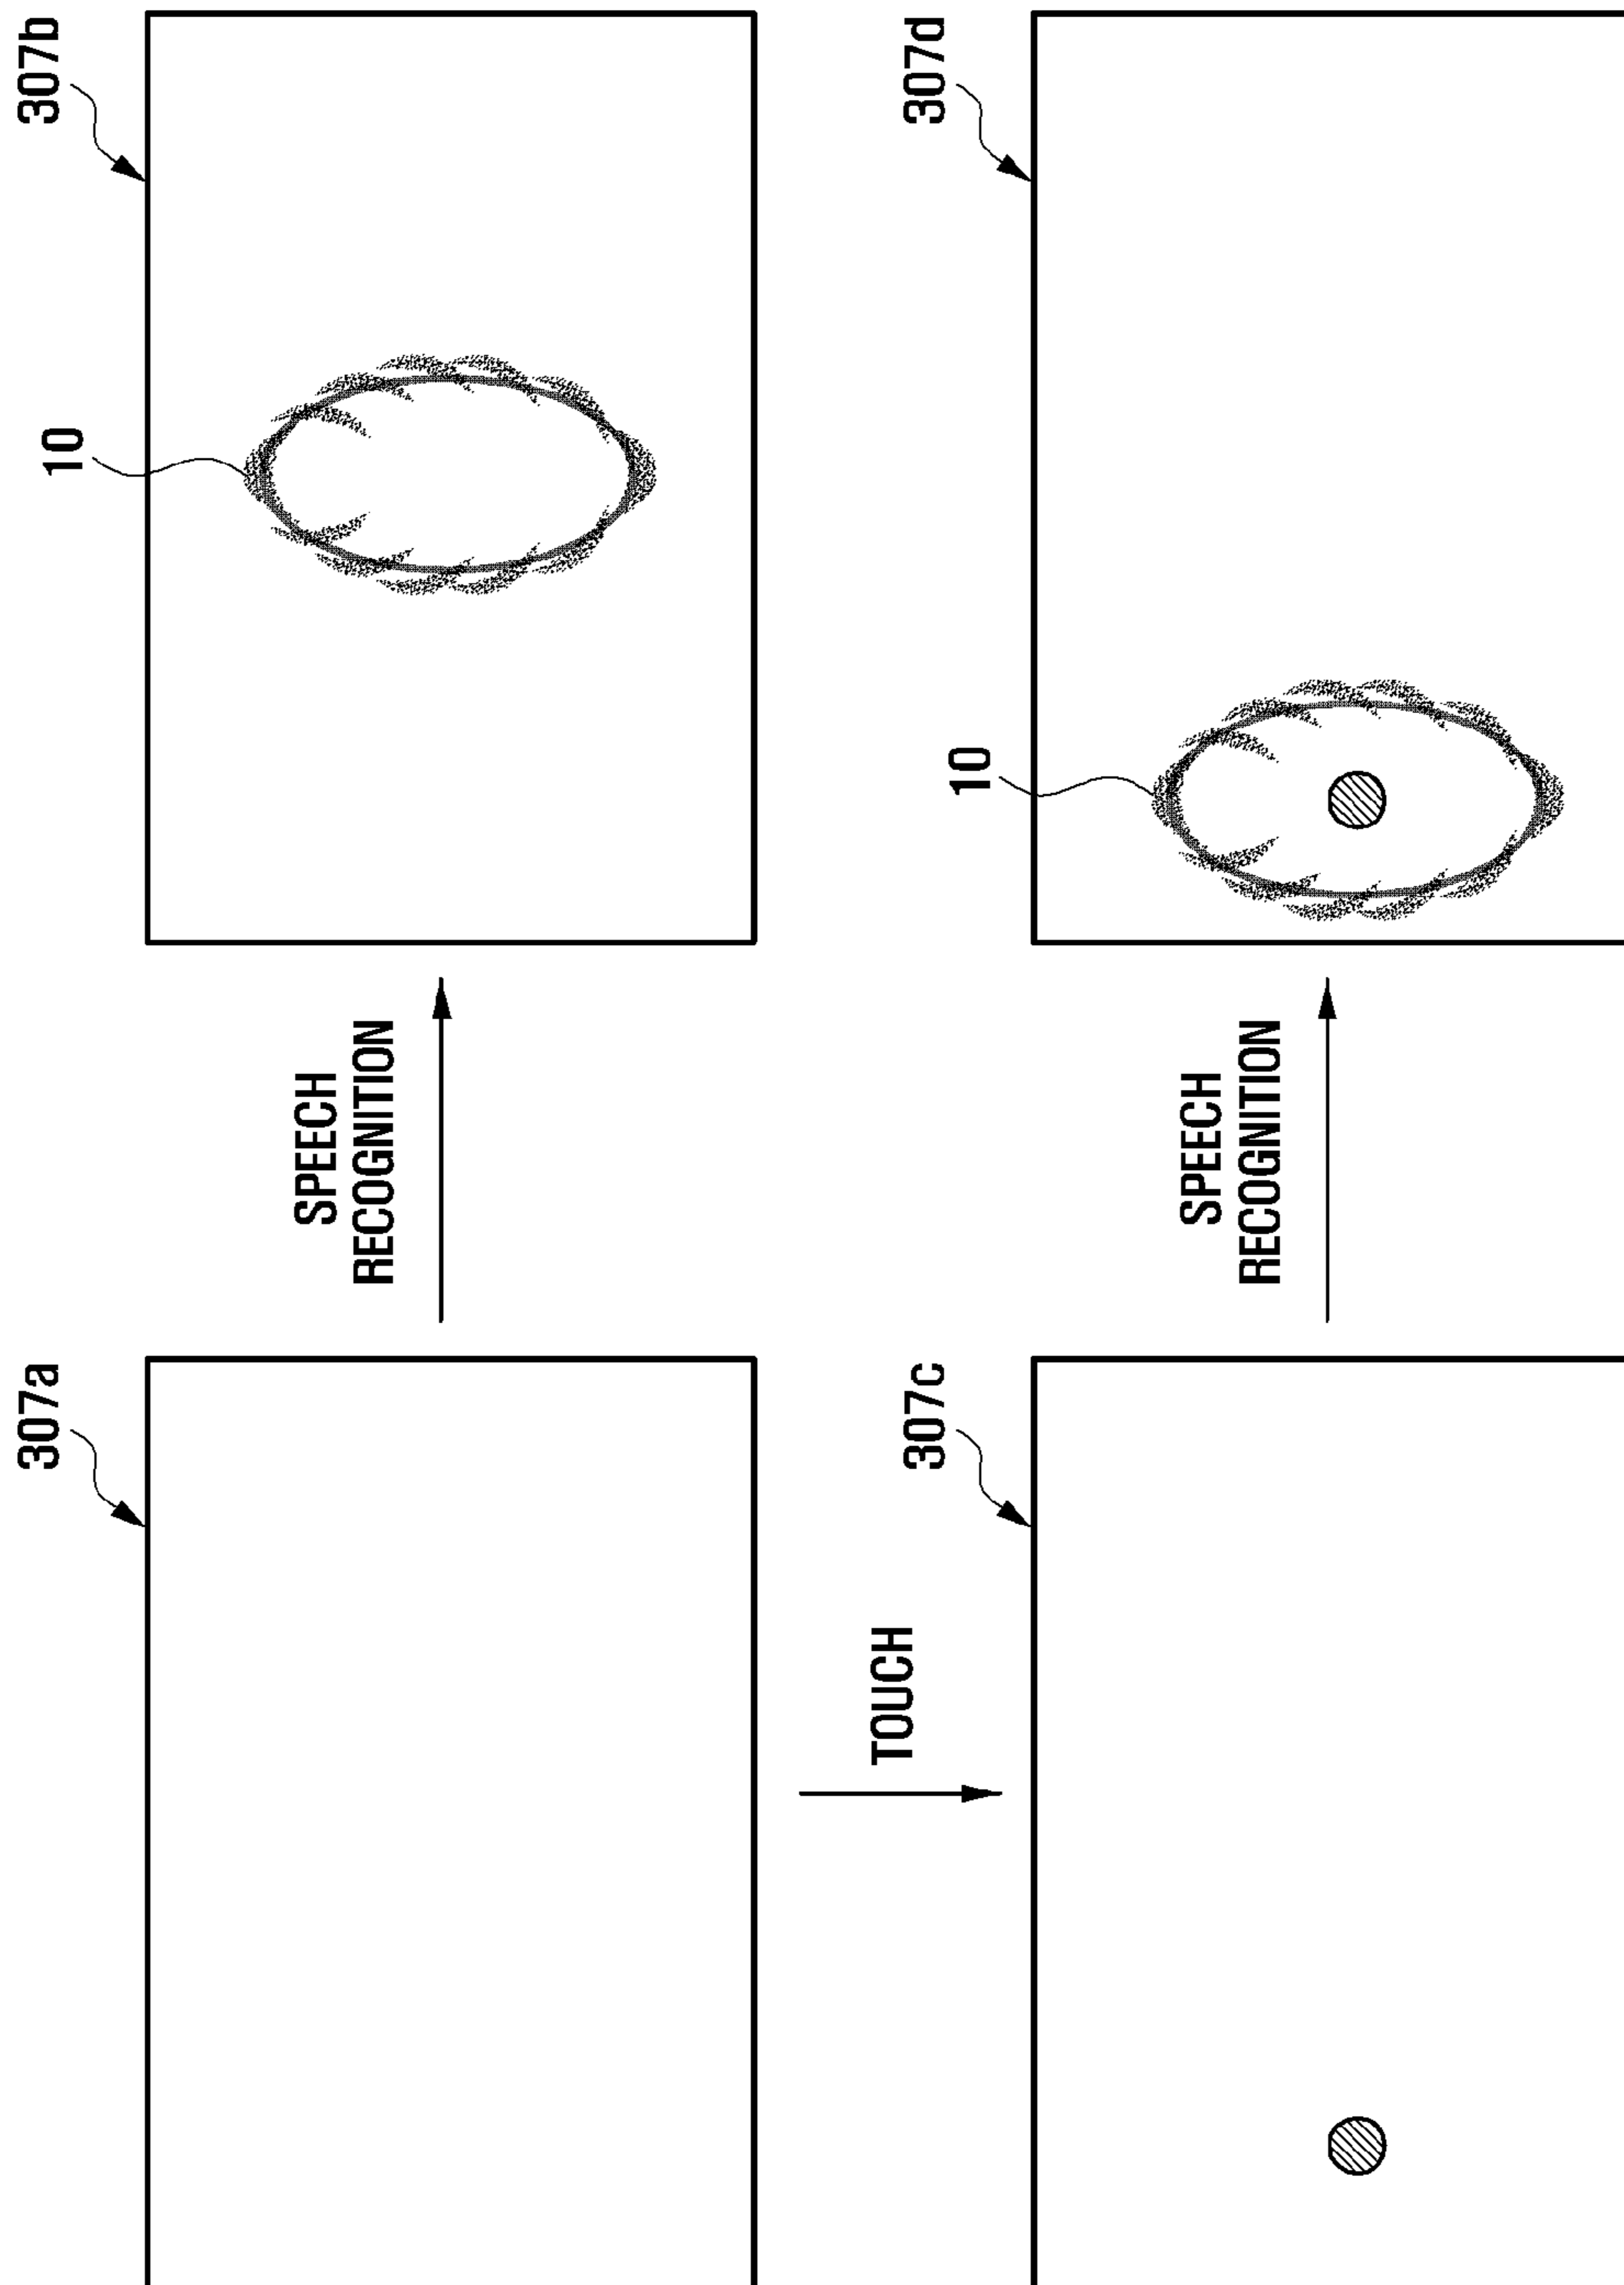 307a
307b
10
SPEECH
RECOGNITION
TOUCH
307c
307d
10
SPEECH
RECOGNITION